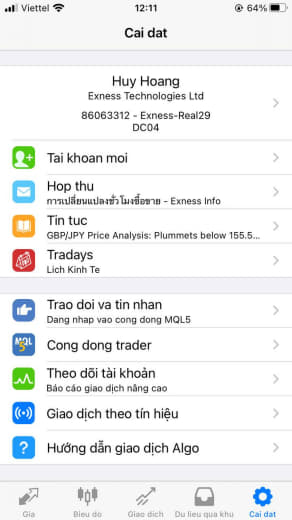 Viettel 12:11 64%
Cai dat
Huy Hoang
Exness Technologies Ltd
86063312 - Exness-Real29
DC04
Tai khoan moi
Hop thu
การเปลี่ยนแปลงชั่วโมงซื้อขาย - Exness Info
Tin tuc
GBP/JPY Price Analysis: Plummets below 155.5...
Tradays
Lich Kinh Te
Trao doi va tin nhan
Dang nhap vao cong dong MQL5
MQL
5
Cong dong trader
Theo dõi tài khoản
Báo cáo giao dịch nâng cao
Giao dịch theo tín hiệu
Hướng dẫn giao dịch Algo
Gia Bieu do Giao dich Du lieu qua khu Cai dat